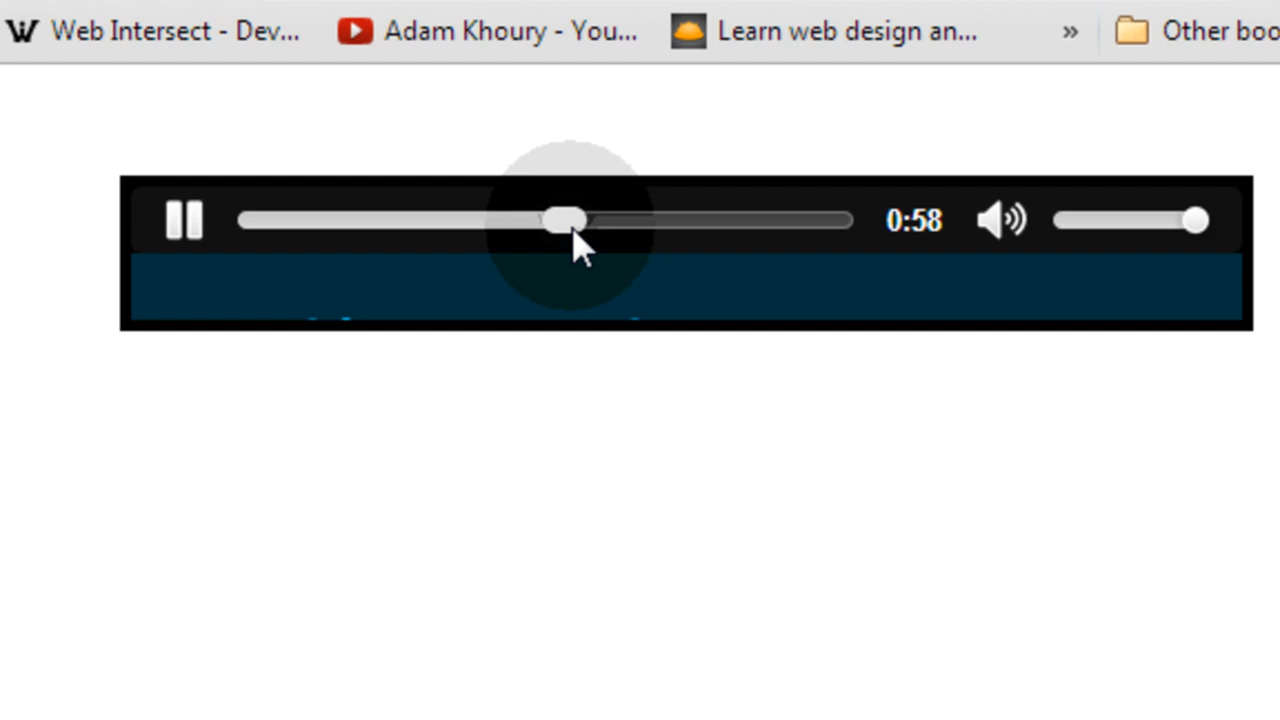 Web Intersect - Dev...
Adam Khoury - You...
Learn web design an...
»
Other boo
0:58